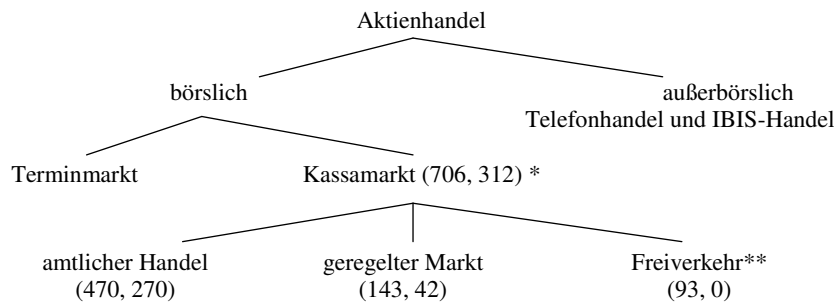 Aktienhandel
börslich
außerbörslich
Telefonhandel und IBIS-Handel
Terminmarkt
Kassamarkt (706, 312) *
amtlicher Handel
(470, 270)
geregelter Markt
(143, 42)
Freiverkehr**
(93, 0)